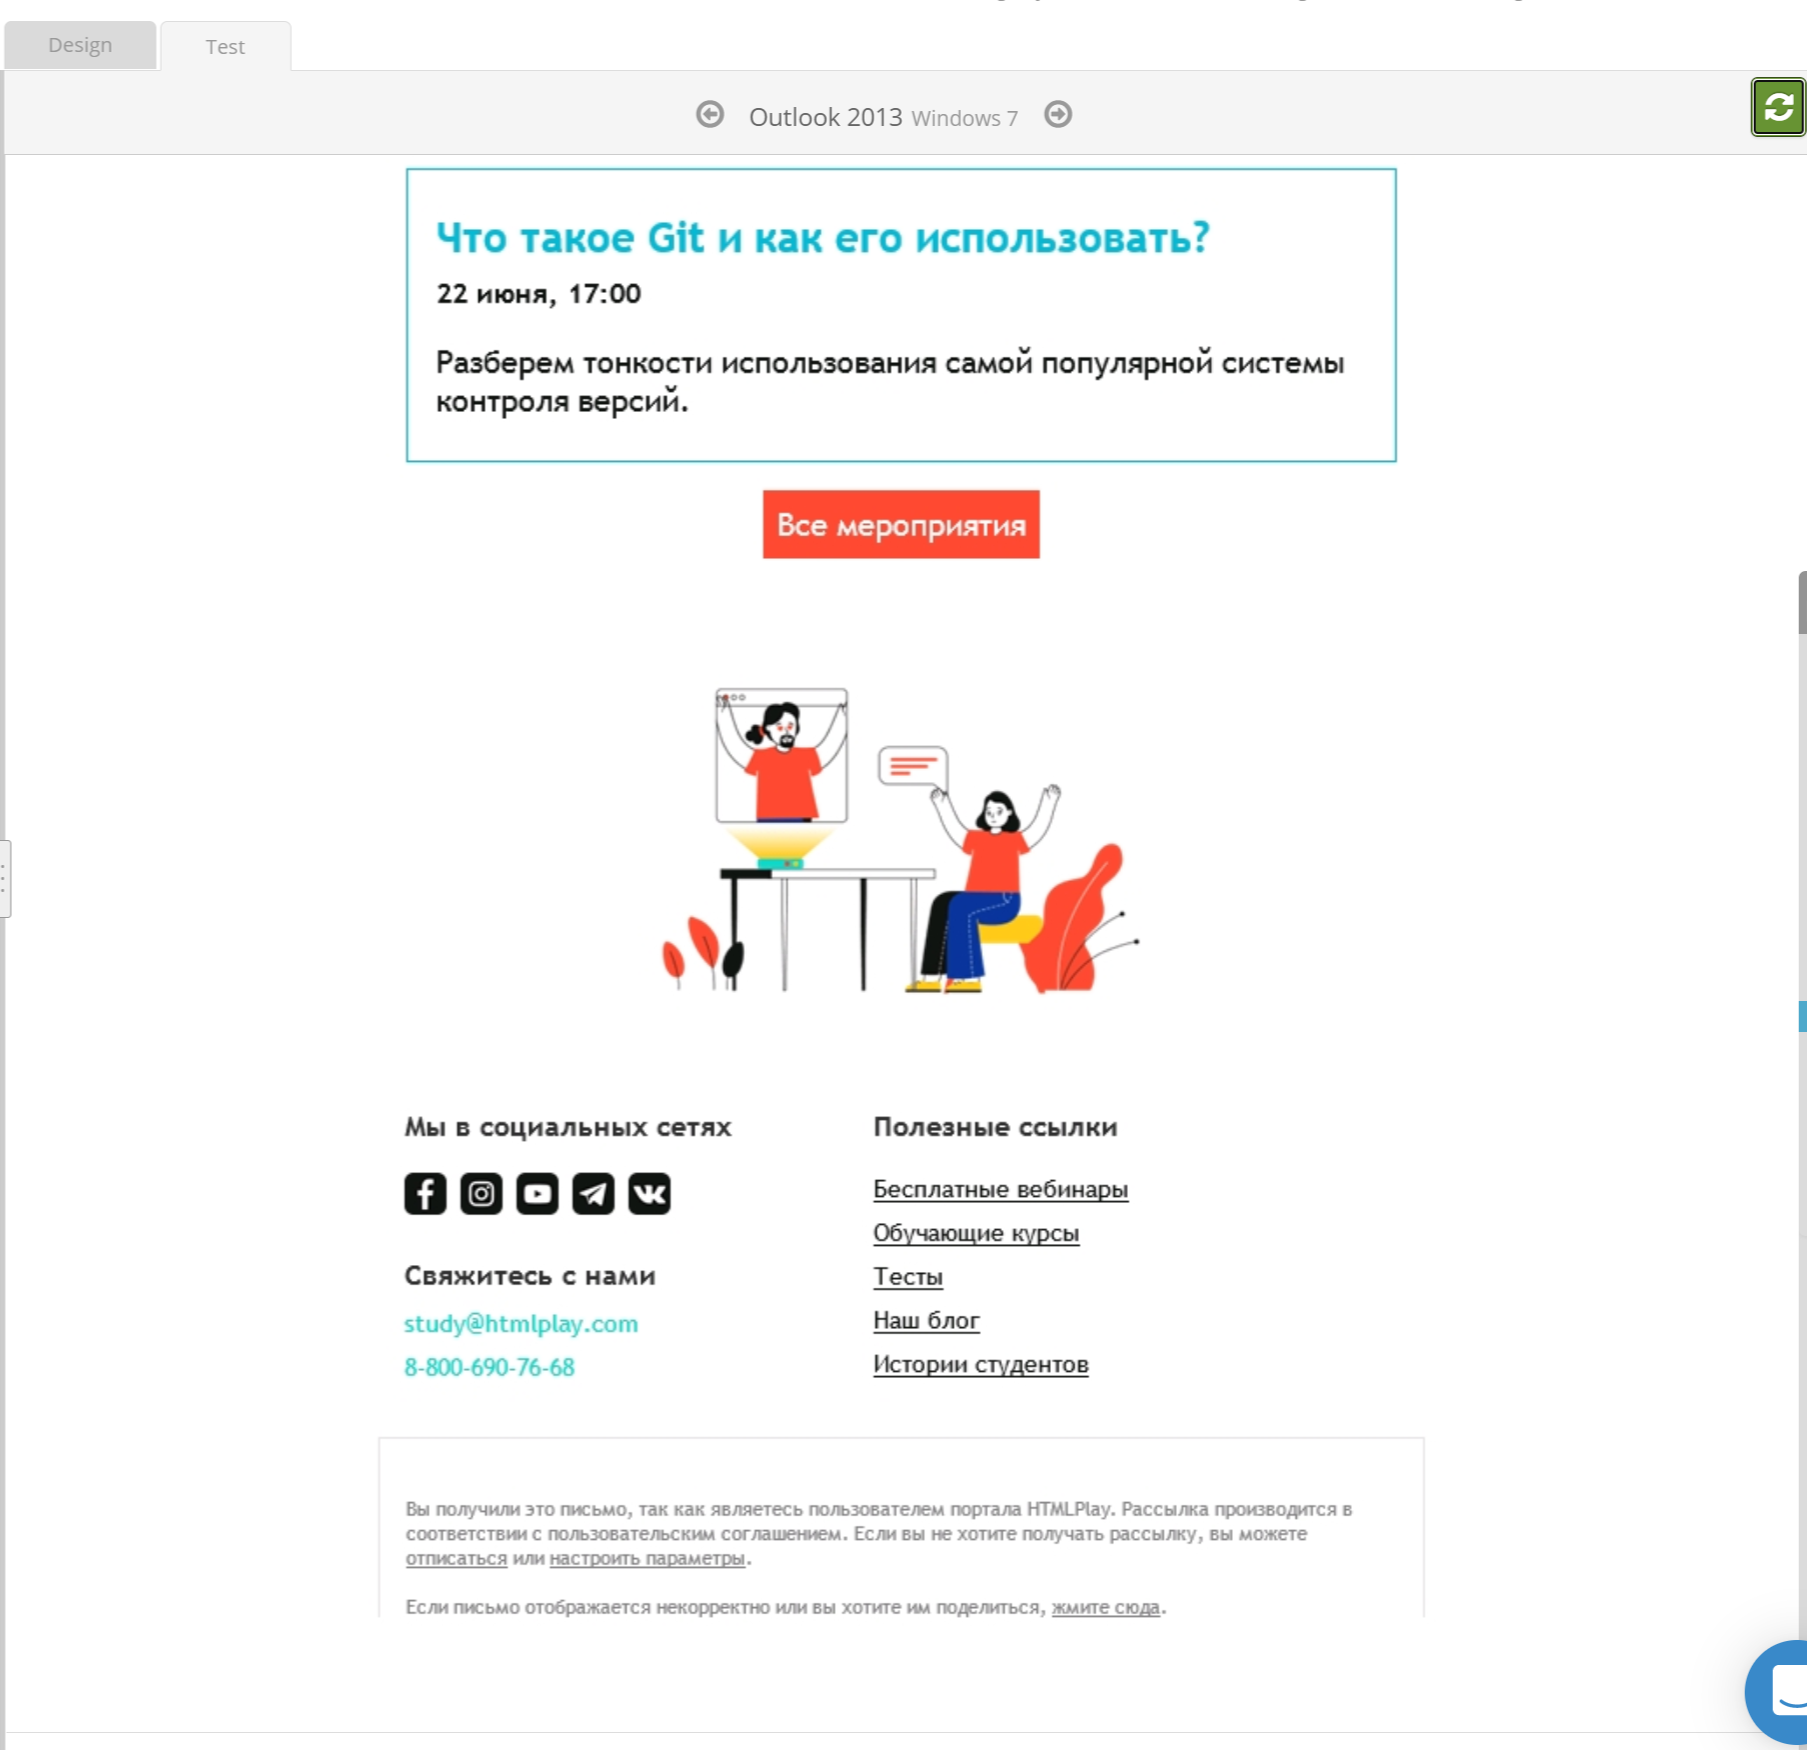 Design
Test
Outlook 2013 Windows 7
Что такое Git и как его использовать?
22 июня, 17:00
Разберем тонкости использования самой популярной системы
контроля версий.
Все мероприятия
Мы в социальных сетях
Свяжитесь с нами
study@htmlplay.com
8-800-690-76-68
Полезные ссылки
Бесплатные вебинары
Обучающие курсы
Тесты
Наш блог
Истории студентов
Вы получили это письмо, так как являетесь пользователем портала HTMLPlay. Рассылка производится в
соответствии с пользовательским соглашением. Если вы не хотите получать рассылку, вы можете
отписаться или настроить параметры.
Если письмо отображается некорректно или вы хотите им поделиться, жмите сюда.